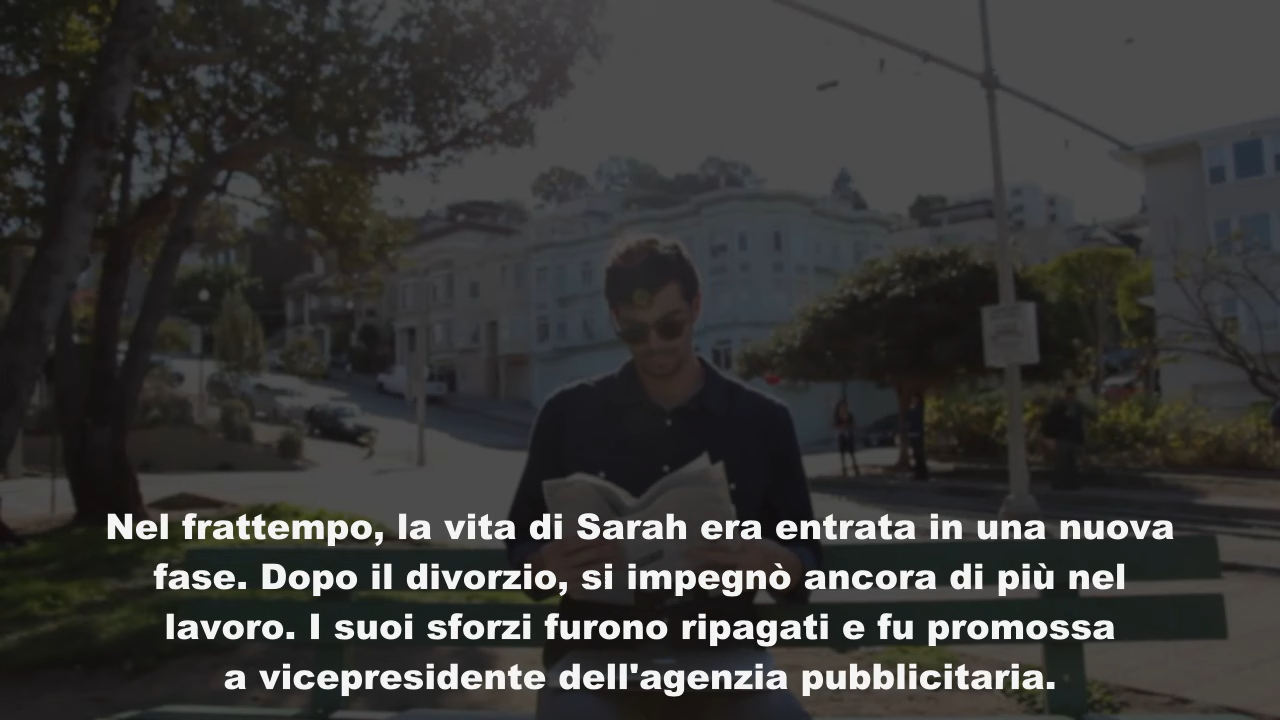 Nel frattempo, la vita di Sarah era entrata in una nuova
fase. Dopo il divorzio, si impegnò ancora di più nel
lavoro. I suoi sforzi furono ripagati e fu promossa
a vicepresidente dell'agenzia pubblicitaria.